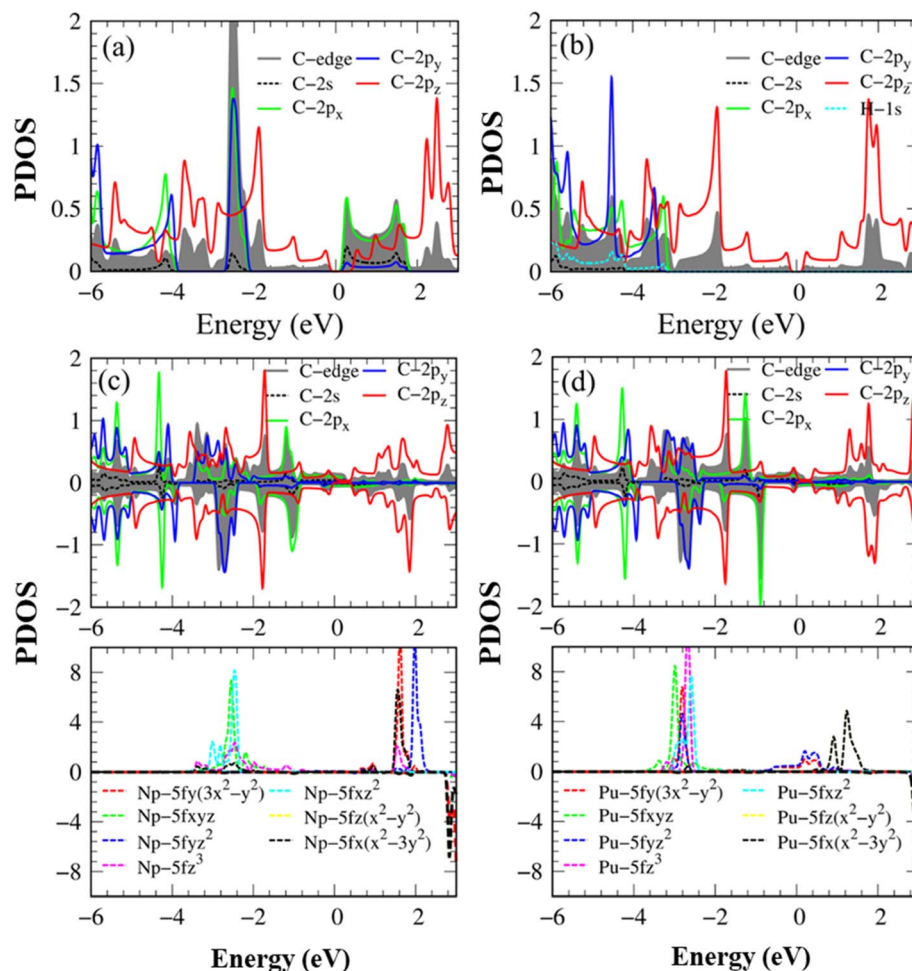 (a)
C-edge
C-2s
C-2px
C-2py
C-2pz
PDOS
2
1.5
1
0.5
0
-6
-4
-2
0
2
Energy (eV)
(b)
C-edge
C-2s
C-2px
C-2py
C-2pz
H-1s
PDOS
2
1.5
1
0.5
0
-6
-4
-2
0
2
Energy (eV)
(c)
C-edge
C-2s
C-2px
C-2py
C-2pz
PDOS
2
1
0
-1
-2
-6
-4
-2
0
2
8
4
0
-4
-8
Np-5fy(3x²-y²)
Np-5fxyz
Np-5fyz²
Np-5fz³
Np-5fxz²
Np-5fz(x²-y²)
Np-5fx(x²-3y²)
-6
-4
-2
0
2
Energy (eV)
(d)
C-edge
C-2s
C-2px
C-2py
C-2pz
PDOS
2
1
0
-1
-2
-6
-4
-2
0
2
8
4
0
-4
-8
Pu-5fy(3x²-y²)
Pu-5fxyz
Pu-5fyz²
Pu-5fz³
Pu-5fxz²
Pu-5fz(x²-y²)
Pu-5fx(x²-3y²)
-6
-4
-2
0
2
Energy (eV)